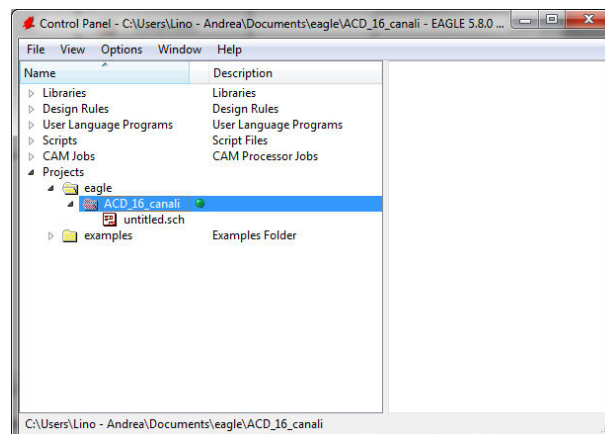 Control Panel - C:\Users\Lino - Andrea\Documents\eagle\ACD_16_canali - EAGLE 5.8.0 ...
File View Options Window Help
Name Description
Libraries Libraries
Design Rules Design Rules
User Language Programs User Language Programs
Scripts Script Files
CAM Jobs CAM Processor Jobs
Projects
eagle
ACD_16_canali
untitled.sch
examples Examples Folder
C:\Users\Lino - Andrea\Documents\eagle\ACD_16_canali